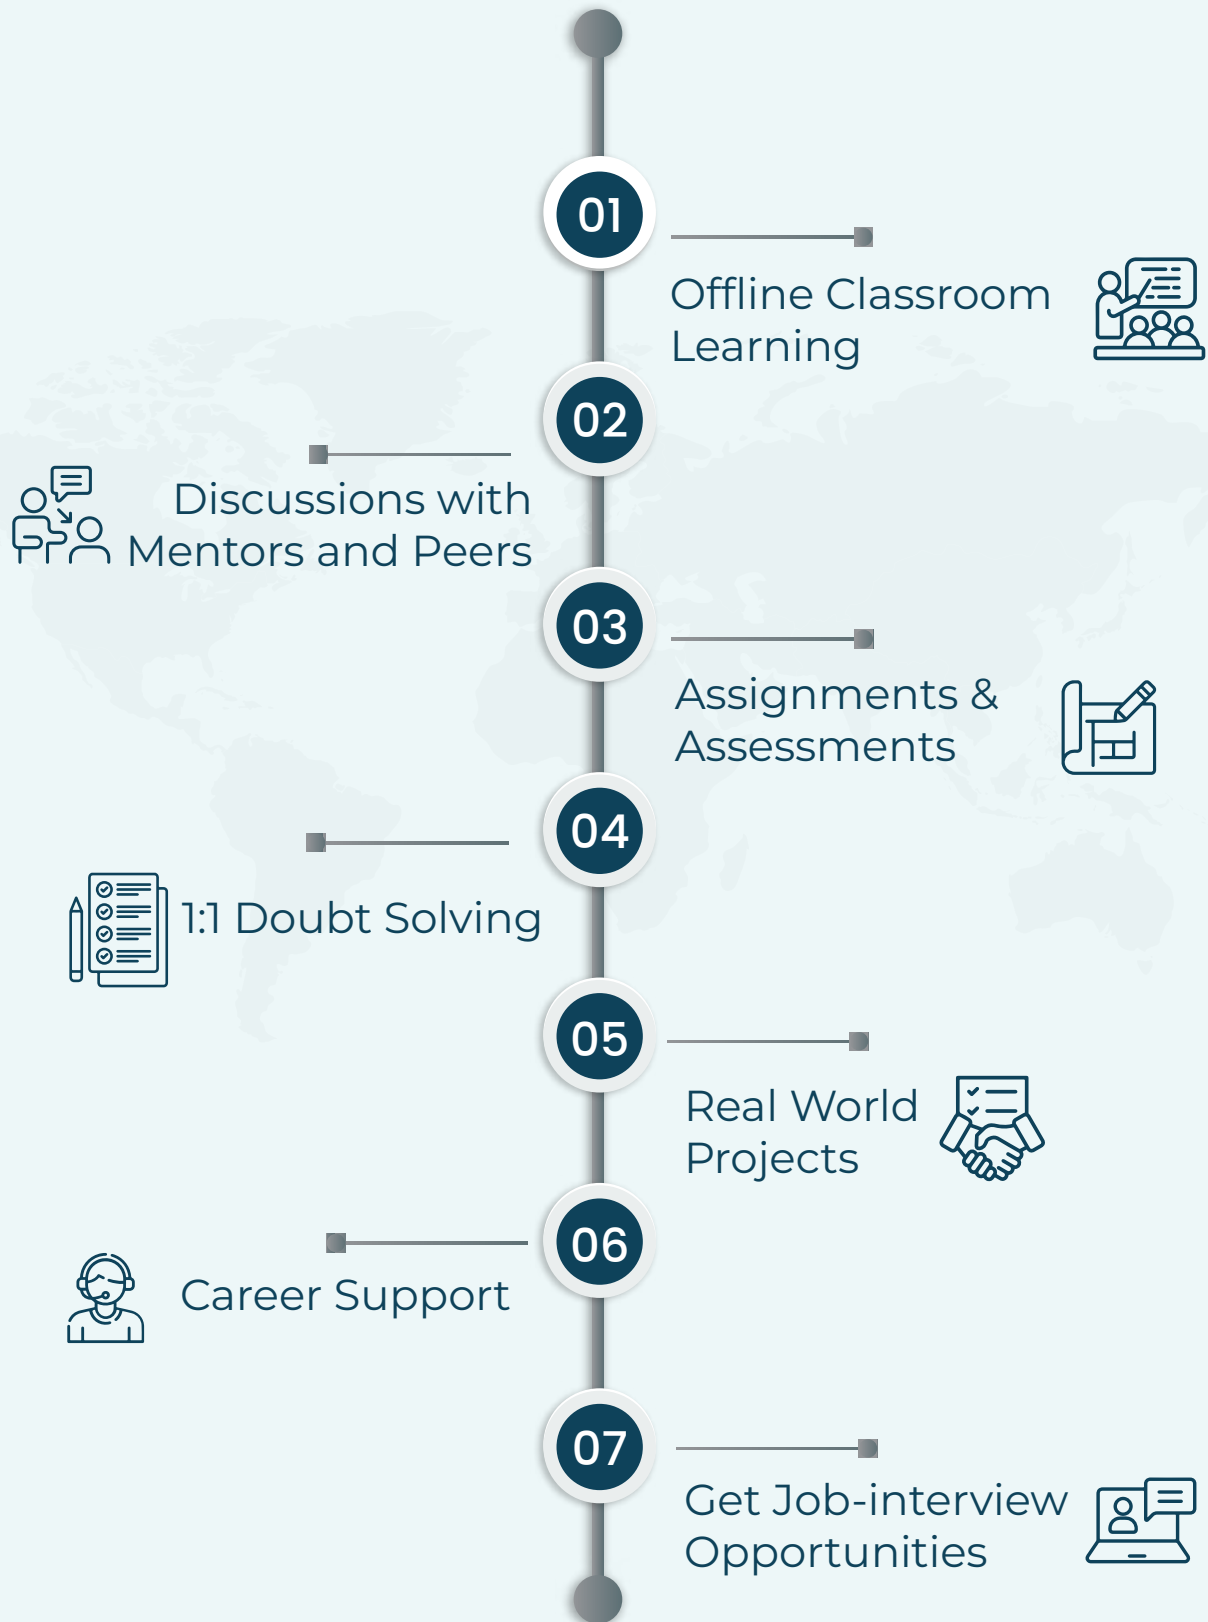 01
Offline Classroom
Learning
02
Discussions with
Mentors and Peers
03
Assignments &
Assessments
04
1:1 Doubt Solving
05
Real World
Projects
06
Career Support
07
Get Job-interview
Opportunities